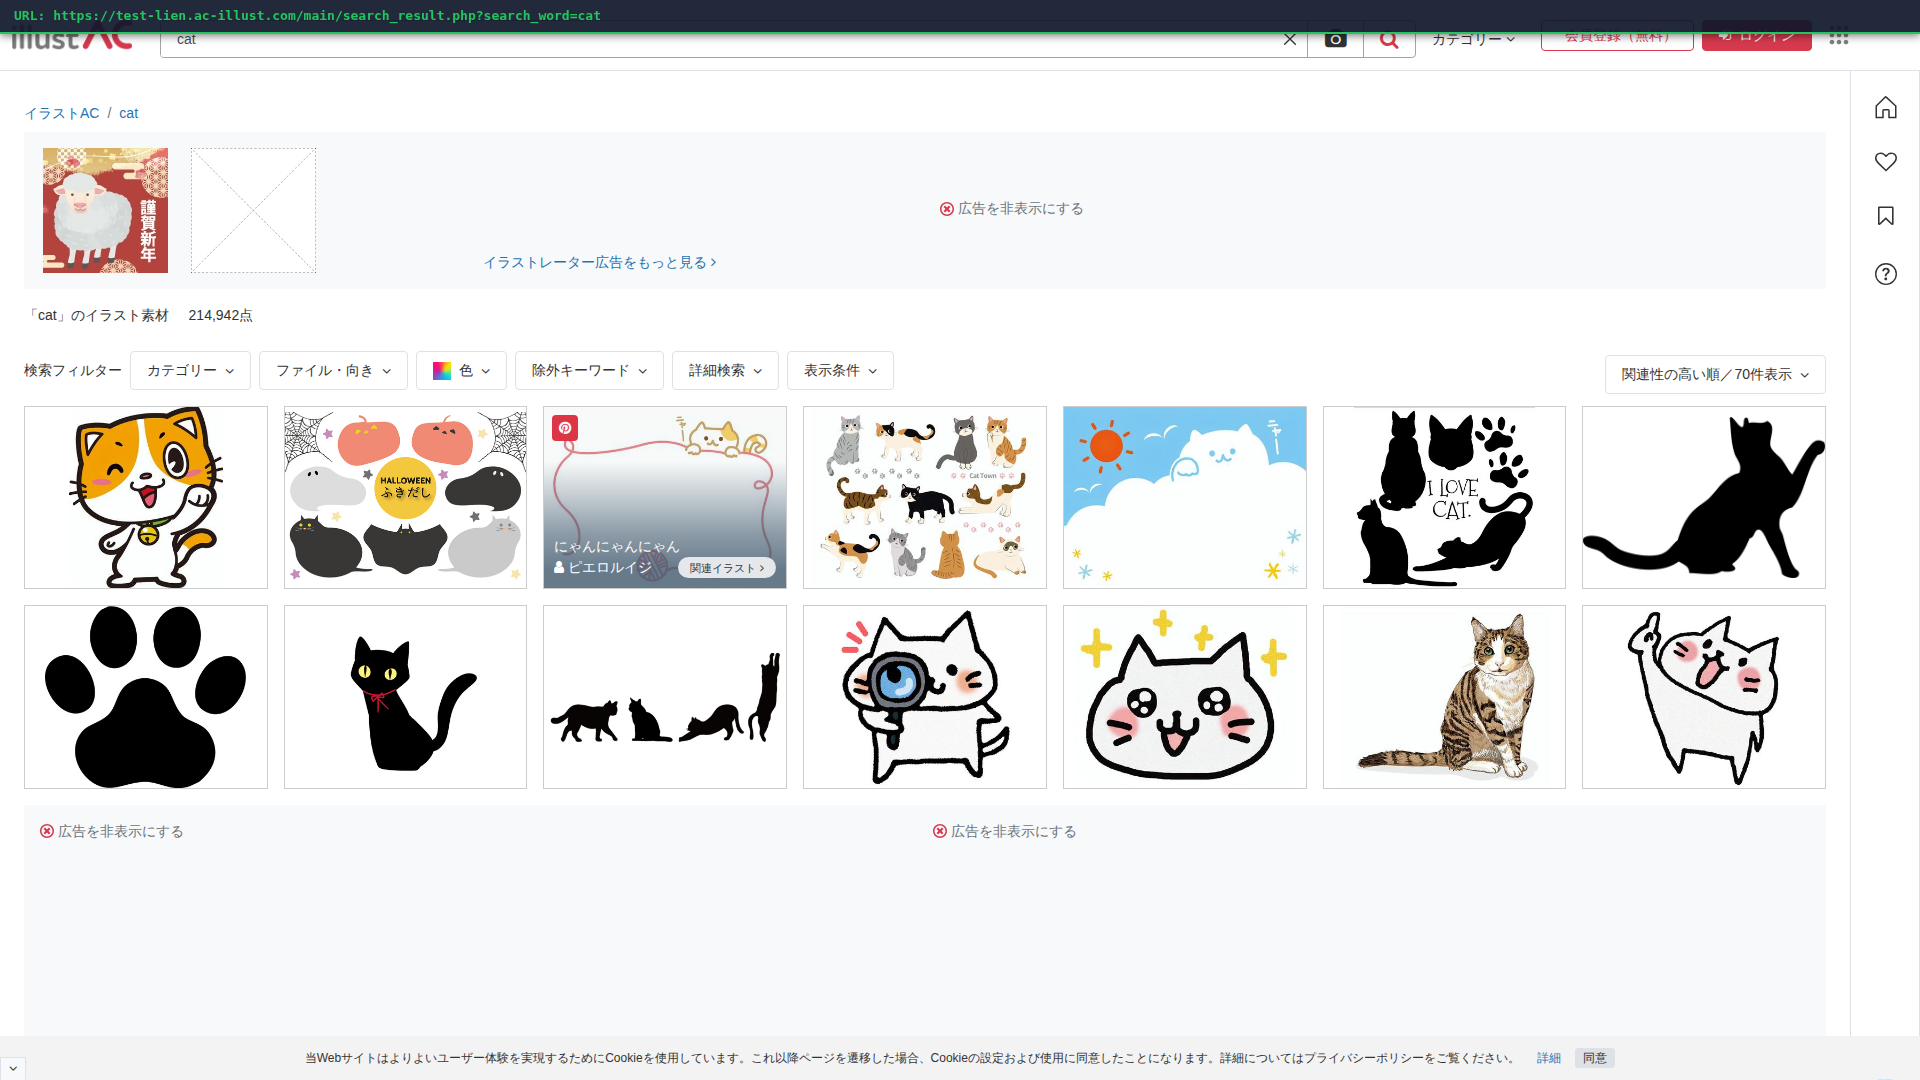 URL: https://test-lien.ac-illust.com/main/search_result.php?search_word=cat
illust AC
cat
カテゴリー
会員登録（無料）
ログイン
イラストAC / cat
謹賀新年
広告を非表示にする
イラストレーター広告をもっと見る
「cat」のイラスト素材 214,942点
検索フィルター
カテゴリー
ファイル・向き
色
除外キーワード
詳細検索
表示条件
関連性の高い順／70件表示
HALLOWEEN
ふきだし
にゃんにゃんにゃん
ピエロルイジ
関連イラスト
Cat Town
I LOVE
CAT.
広告を非表示にする
広告を非表示にする
当Webサイトはよりよいユーザー体験を実現するためにCookieを使用しています。これ以降ページを遷移した場合、Cookieの設定および使用に同意したことになります。詳細についてはプライバシーポリシーをご覧ください。
詳細
同意